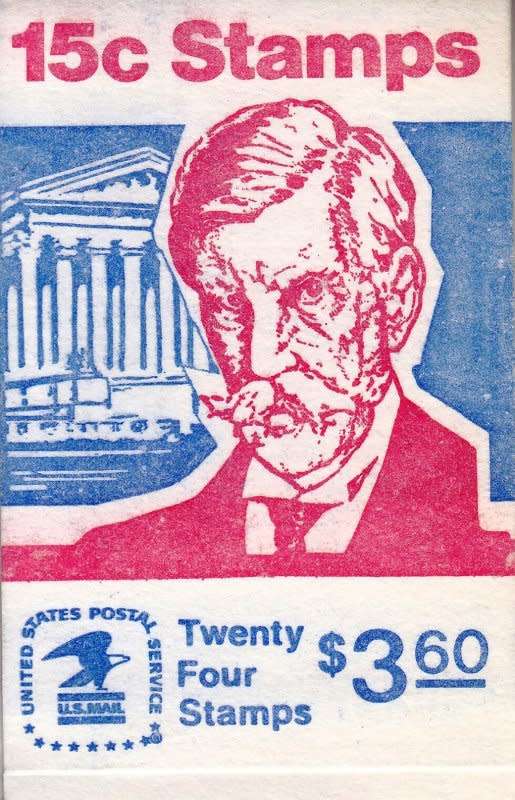 15c Stamps
UNITED STATES POSTAL SERVICE
U.S.MAIL
®
Twenty
Four
Stamps
$3.60